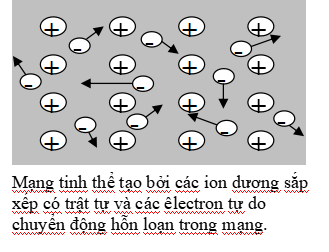 + + + +
+ + + +
+ + + +
+ + + +
- - - - - - - - - -
Mạng tinh thể tạo bởi các ion dương sắp
xêp có trật tự và các êlectron tự do
chuyển động hỗn loạn trong mạng.